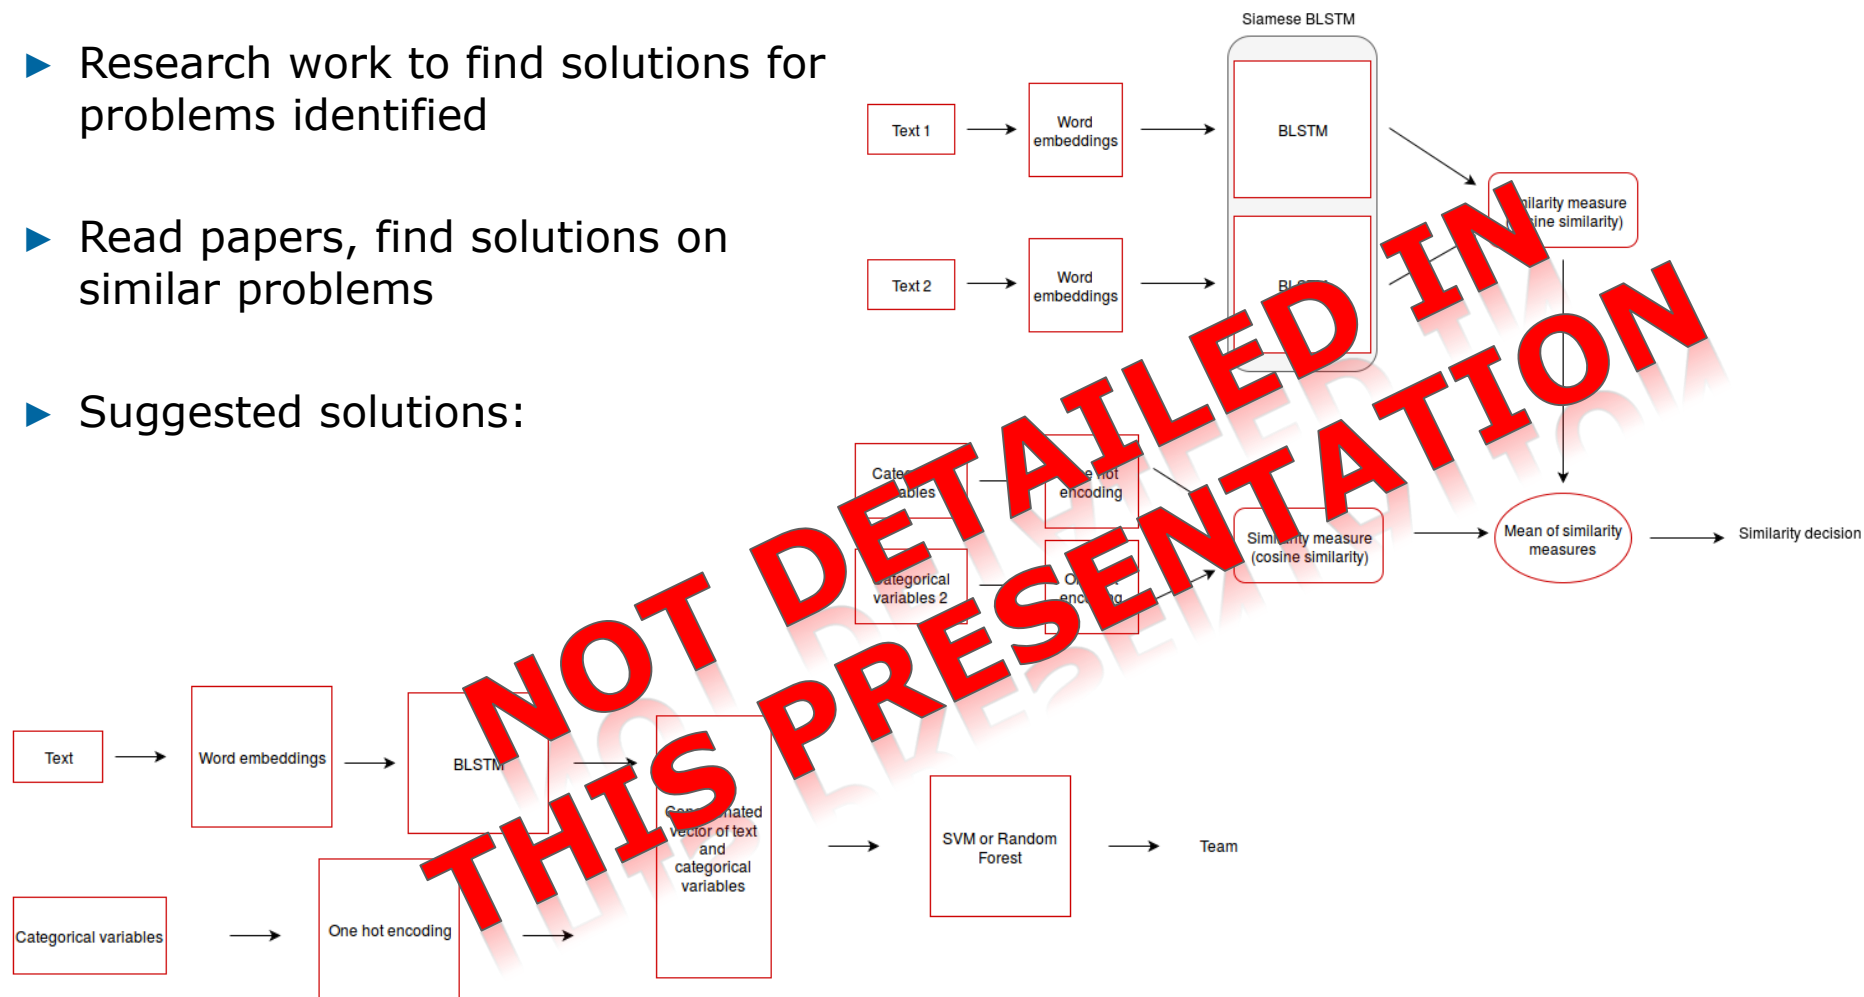 Research work to find solutions for
problems identified
Read papers, find solutions on
similar problems
Suggested solutions:
Siamese BLSTM
Text 1
Word
embeddings
BLSTM
Text 2
Word
embeddings
measure
similarity)
encoding
Categorical
variables 2
Similarity measure
(cosine similarity)
Mean of similarity
measures
Similarity decision
NOT DETAILED IN
THIS PRESENTATION
Text
Word embeddings
BLSTM
vector of text
and
categorical
variables
SVM or Random
Forest
Team
Categorical variables
One hot encoding